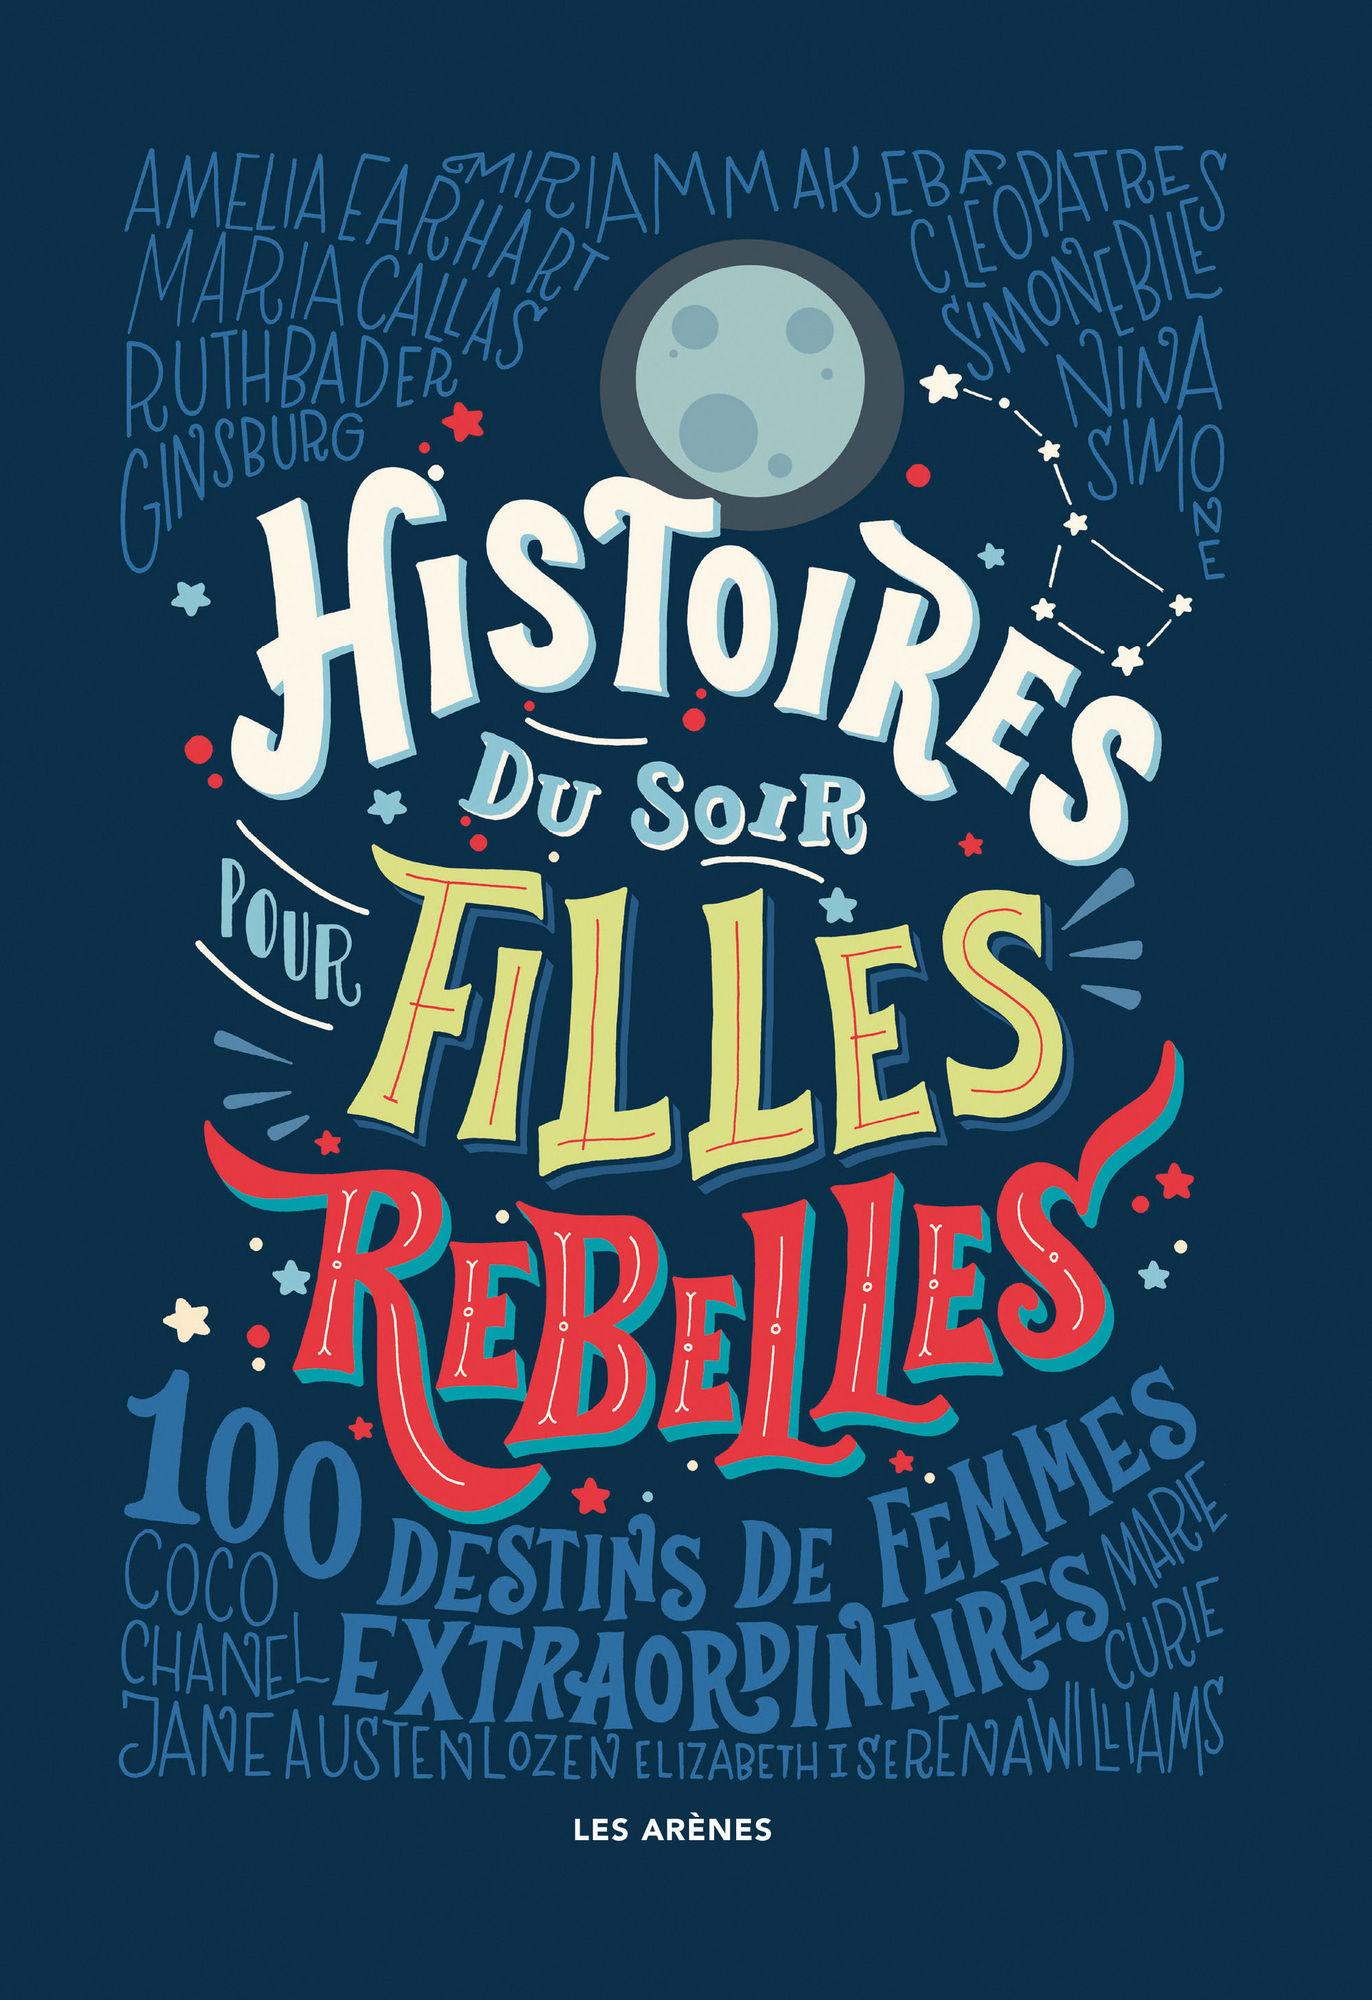 AMELIA EARHART
MIRIAM MAKEBA
CLÉOPATRE
SIMONE BILES
MARIA CALLAS
NINA
SIMONE
RUTH BADER
GINSBURG
HISTOIRES
DU SOIR
POUR
FILLES
REBELLES
100 DESTINS DE FEMMES
EXTRAORDINAIRES
COCO
CHANEL
MARIE
CURIE
JANE AUSTEN LOZEN ELIZABETH I SERENA WILLIAMS
LES ARÈNES